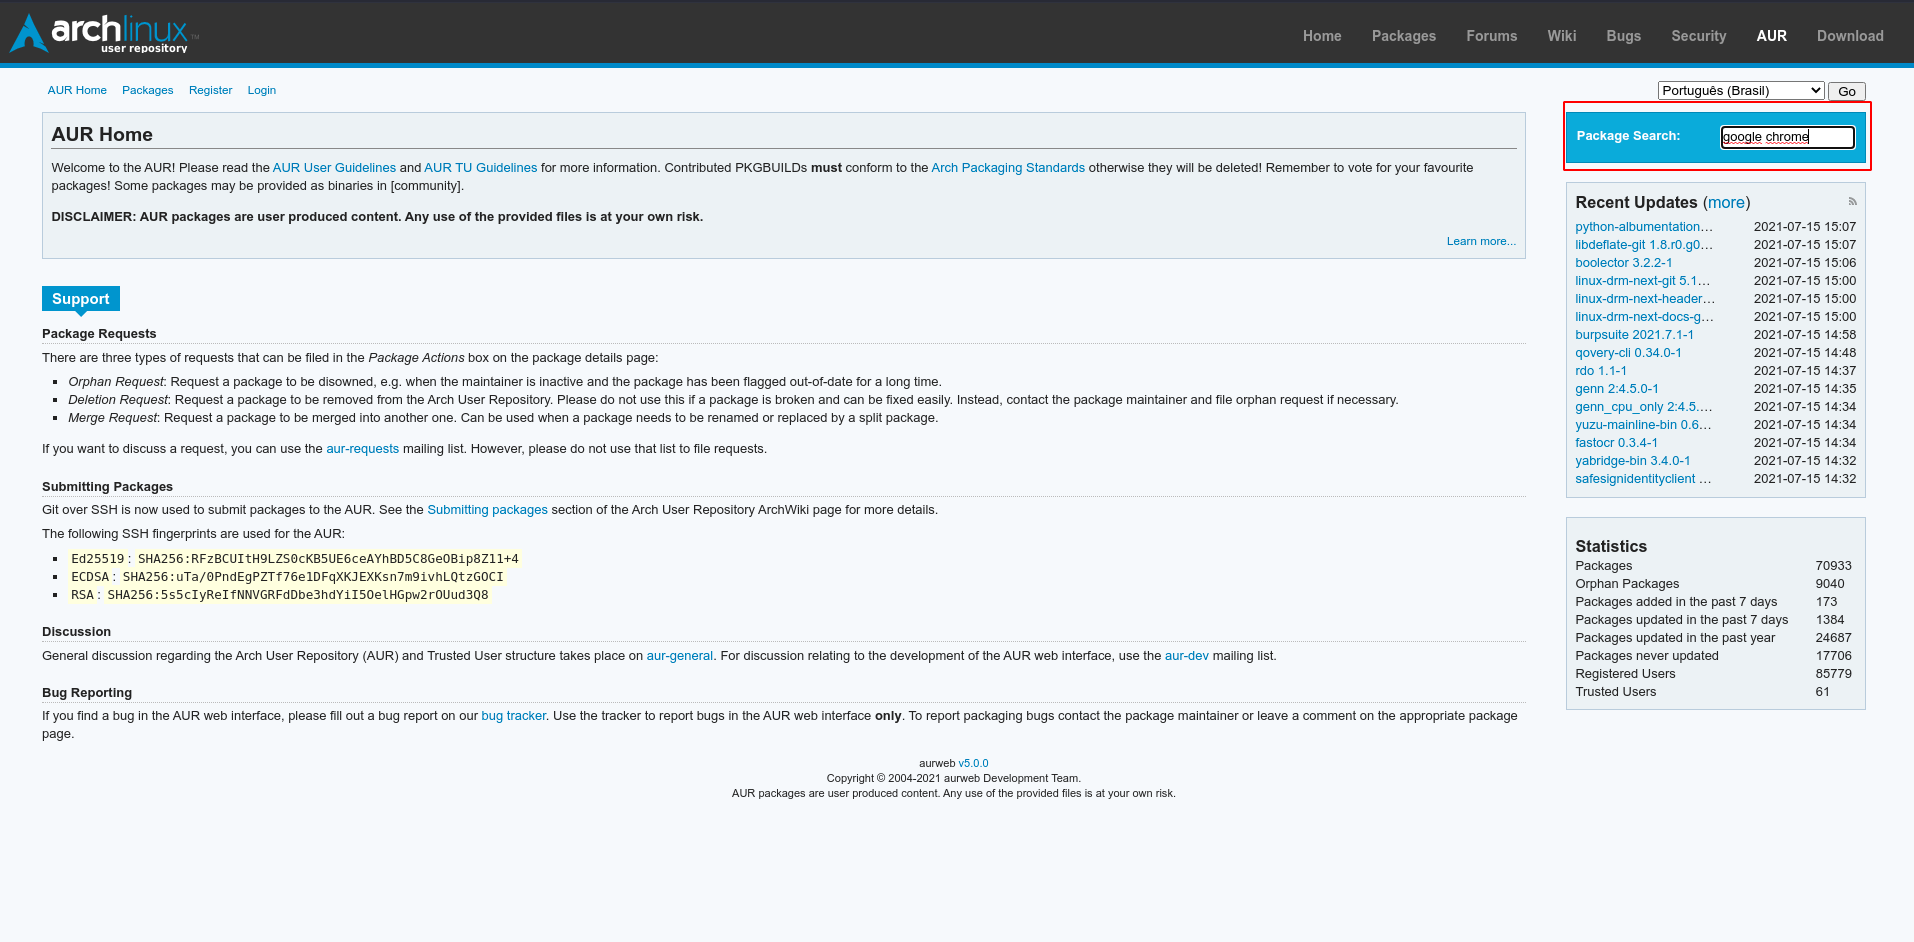 archlinux™
user repository
Home Packages Forums Wiki Bugs Security AUR Download
AUR Home Packages Register Login
Português (Brasil) Go
AUR Home
Welcome to the AUR! Please read the AUR User Guidelines and AUR TU Guidelines for more information. Contributed PKGBUILDs must conform to the Arch Packaging Standards otherwise they will be deleted! Remember to vote for your favourite
packages! Some packages may be provided as binaries in [community].
DISCLAIMER: AUR packages are user produced content. Any use of the provided files is at your own risk.
Learn more...
Support
Package Requests
There are three types of requests that can be filed in the Package Actions box on the package details page:
▪ Orphan Request: Request a package to be disowned, e.g. when the maintainer is inactive and the package has been flagged out-of-date for a long time.
▪ Deletion Request: Request a package to be removed from the Arch User Repository. Please do not use this if a package is broken and can be fixed easily. Instead, contact the package maintainer and file orphan request if necessary.
▪ Merge Request: Request a package to be merged into another one. Can be used when a package needs to be renamed or replaced by a split package.
If you want to discuss a request, you can use the aur-requests mailing list. However, please do not use that list to file requests.
Submitting Packages
Git over SSH is now used to submit packages to the AUR. See the Submitting packages section of the Arch User Repository ArchWiki page for more details.
The following SSH fingerprints are used for the AUR:
▪ Ed25519: SHA256:RFzBCUItH9LZS0cKB5UE6ceAYhBD5C8GeOBip8Z11+4
▪ ECDSA: SHA256:uTa/0PndEgPZTf76e1DFqXKJEXKsn7m9ivhLQtzGOCI
▪ RSA: SHA256:5s5cIyReIfNNVGRFdDbe3hdYiI5OelHGpw2rOUud3Q8
Discussion
General discussion regarding the Arch User Repository (AUR) and Trusted User structure takes place on aur-general. For discussion relating to the development of the AUR web interface, use the aur-dev mailing list.
Bug Reporting
If you find a bug in the AUR web interface, please fill out a bug report on our bug tracker. Use the tracker to report bugs in the AUR web interface only. To report packaging bugs contact the package maintainer or leave a comment on the appropriate package
page.
Package Search: google chrome
Recent Updates (more)
python-albumentation… 2021-07-15 15:07
libdeflate-git 1.8.r0.g0… 2021-07-15 15:07
boolector 3.2.2-1 2021-07-15 15:06
linux-drm-next-git 5.1… 2021-07-15 15:00
linux-drm-next-header… 2021-07-15 15:00
linux-drm-next-docs-g… 2021-07-15 15:00
burpsuite 2021.7.1-1 2021-07-15 14:58
qovery-cli 0.34.0-1 2021-07-15 14:48
rdo 1.1-1 2021-07-15 14:37
genn 2:4.5.0-1 2021-07-15 14:35
genn_cpu_only 2:4.5.… 2021-07-15 14:34
yuzu-mainline-bin 0.6… 2021-07-15 14:34
fastocr 0.3.4-1 2021-07-15 14:34
yabridge-bin 3.4.0-1 2021-07-15 14:32
safesignidentityclient … 2021-07-15 14:32
Statistics
Packages 70933
Orphan Packages 9040
Packages added in the past 7 days 173
Packages updated in the past 7 days 1384
Packages updated in the past year 24687
Packages never updated 17706
Registered Users 85779
Trusted Users 61
aurweb v5.0.0
Copyright © 2004-2021 aurweb Development Team.
AUR packages are user produced content. Any use of the provided files is at your own risk.